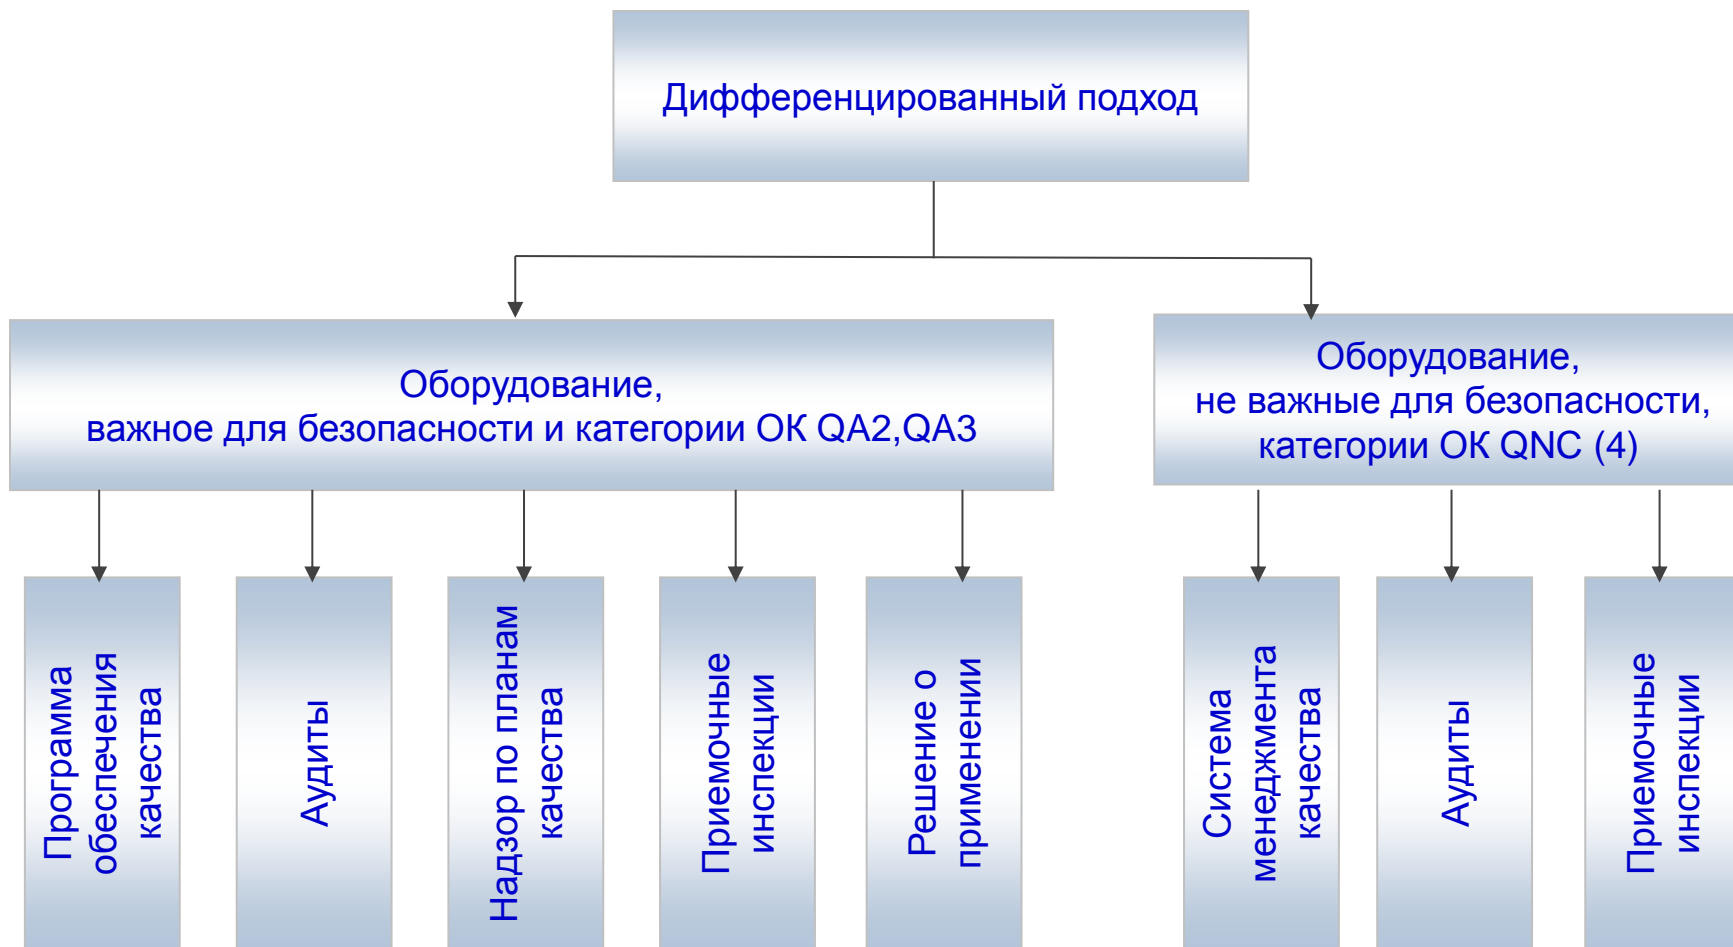 Дифференцированный подход
Оборудование,
важное для безопасности и категории ОК QA2,QA3
Оборудование,
не важные для безопасности,
категории ОК QNC (4)
Программа
обеспечения
качества
Аудиты
Надзор по планам
качества
Приемочные
инспекции
Решение о
применении
Система
менеджмента
качества
Аудиты
Приемочные
инспекции